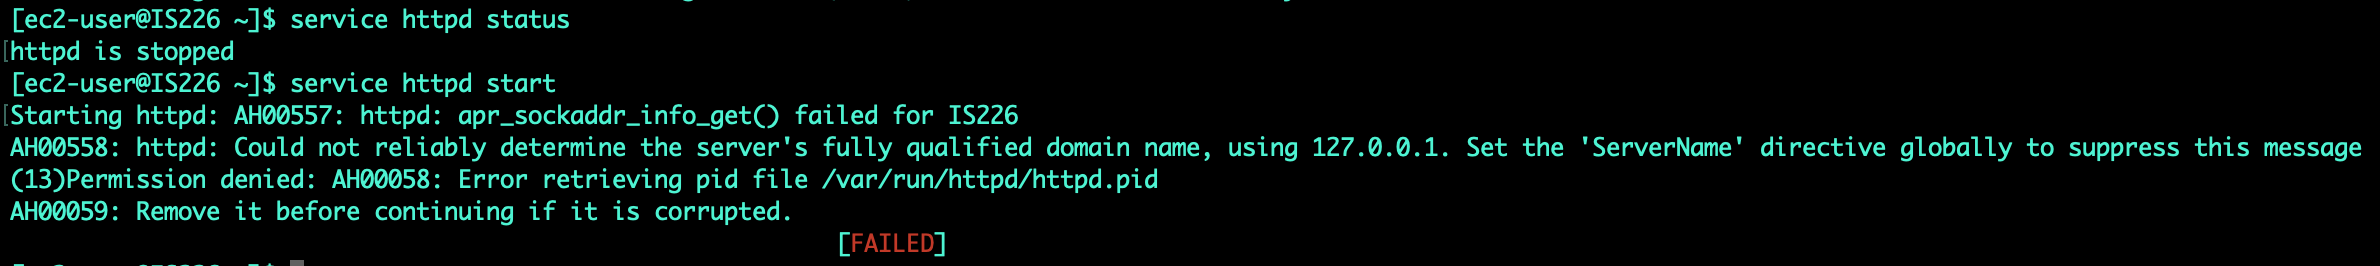 [ec2-user@IS226 ~]$ service httpd status
[httpd is stopped
[ec2-user@IS226 ~]$ service httpd start
[Starting httpd: AH00557: httpd: apr_sockaddr_info_get() failed for IS226
AH00558: httpd: Could not reliably determine the server's fully qualified domain name, using 127.0.0.1. Set the 'ServerName' directive globally to suppress this message
(13)Permission denied: AH00058: Error retrieving pid file /var/run/httpd/httpd.pid
AH00059: Remove it before continuing if it is corrupted.
[FAILED]
[ec2-user@IS226 ~]$